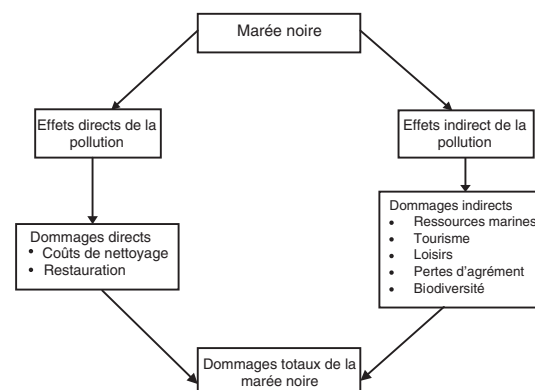 Marée noire
Effets directs de la
pollution
Effets indirect de la
pollution
Dommages directs
• Coûts de nettoyage
• Restauration
Dommages indirects
• Ressources marines
• Tourisme
• Loisirs
• Pertes d'agrément
• Biodiversité
Dommages totaux de la
marée noire